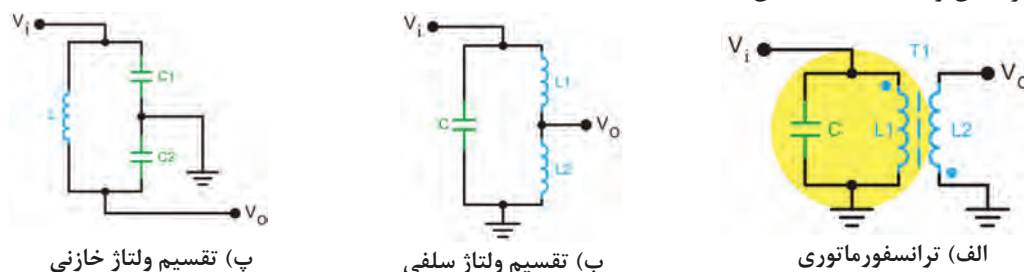 Vi
C1
L
C2
Vo
پ) تقسیم ولتاژ خازنی
Vi
L1
C
Vo
L2
ب) تقسیم ولتاژ سلفی
Vi
T1
Vo
C
L1
L2
الف) ترانسفورماتوری